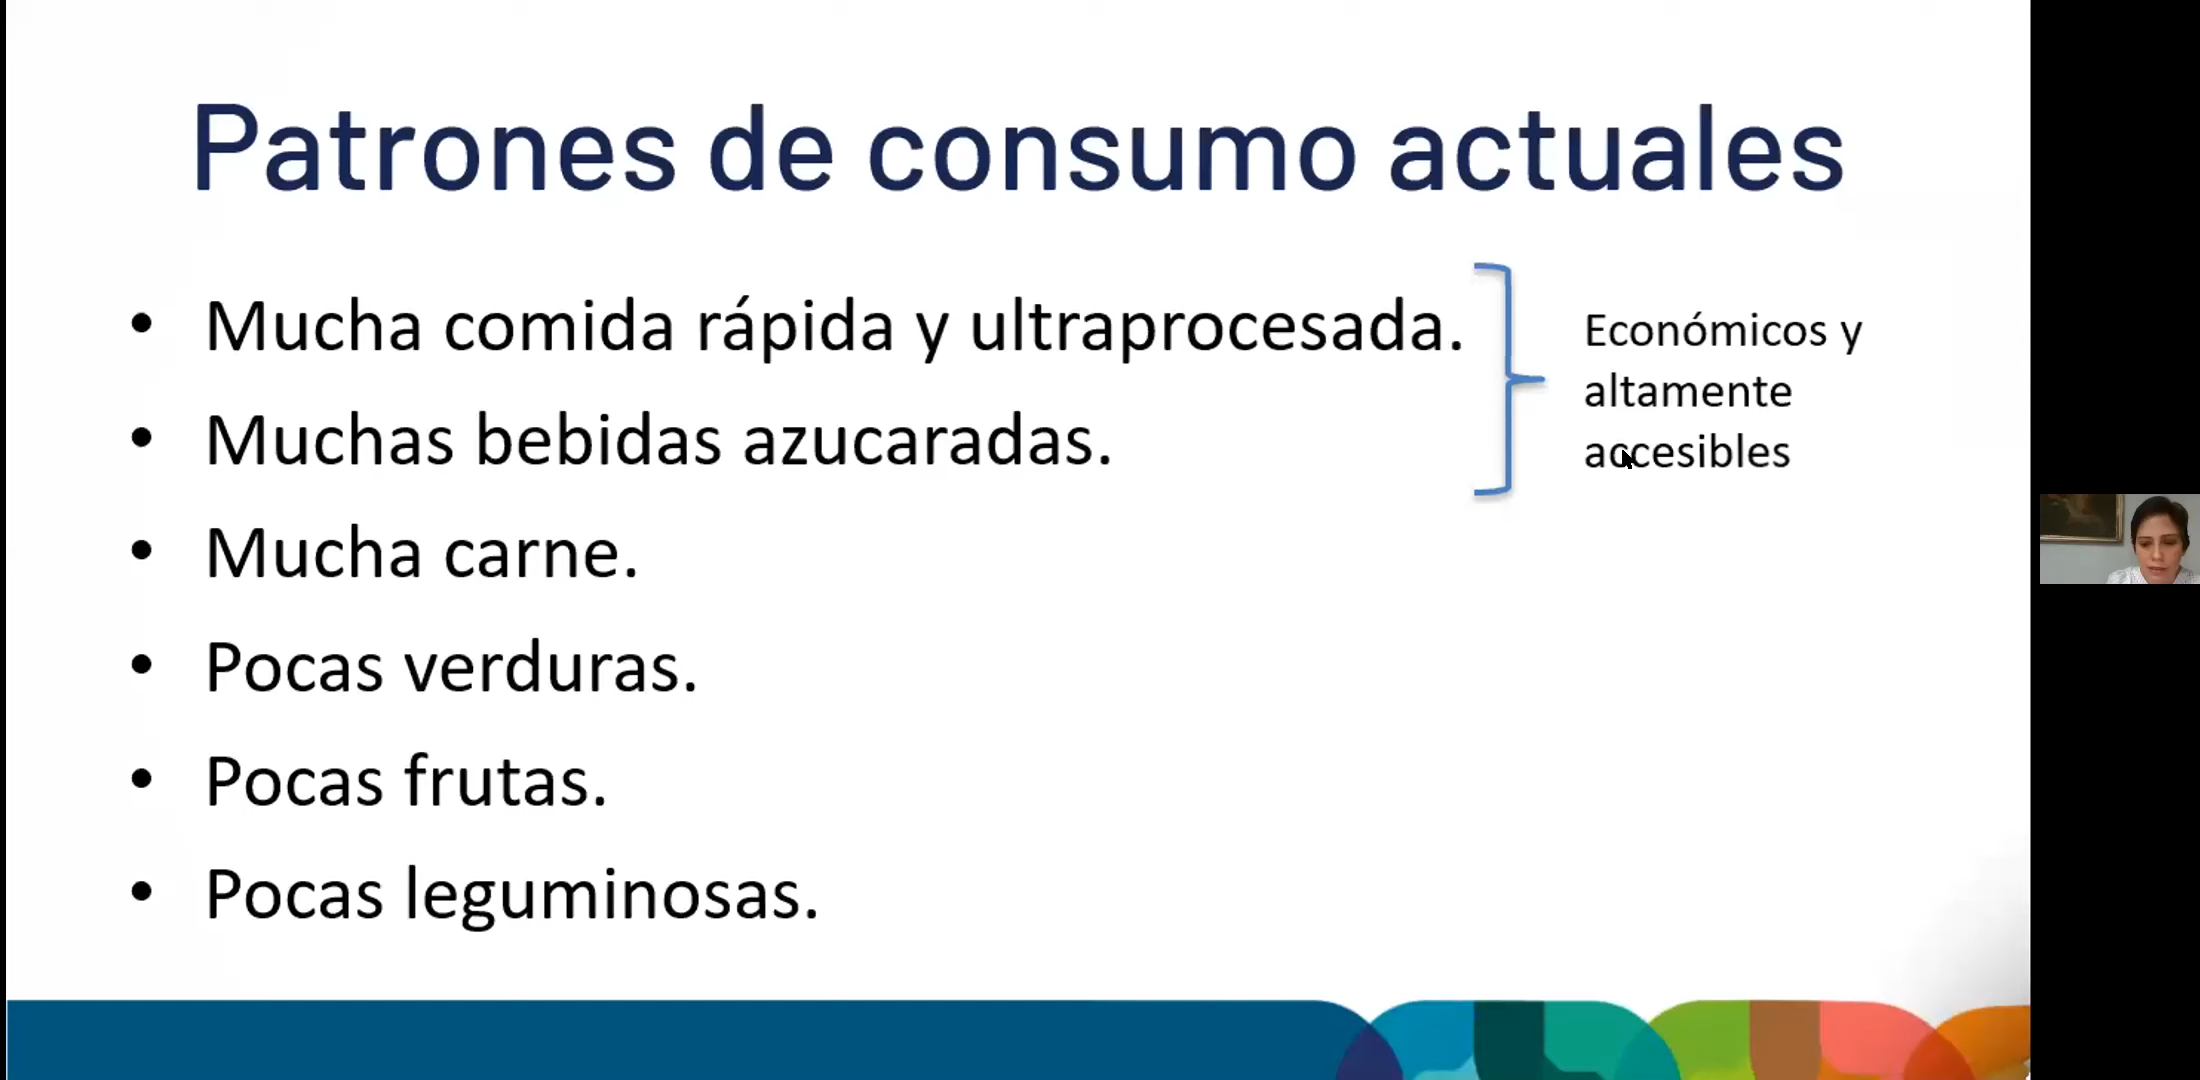 Patrones de consumo actuales
• Mucha comida rápida y ultraprocesada.
• Muchas bebidas azucaradas.
• Mucha carne.
• Pocas verduras.
• Pocas frutas.
• Pocas leguminosas.
Económicos y
altamente
accesibles